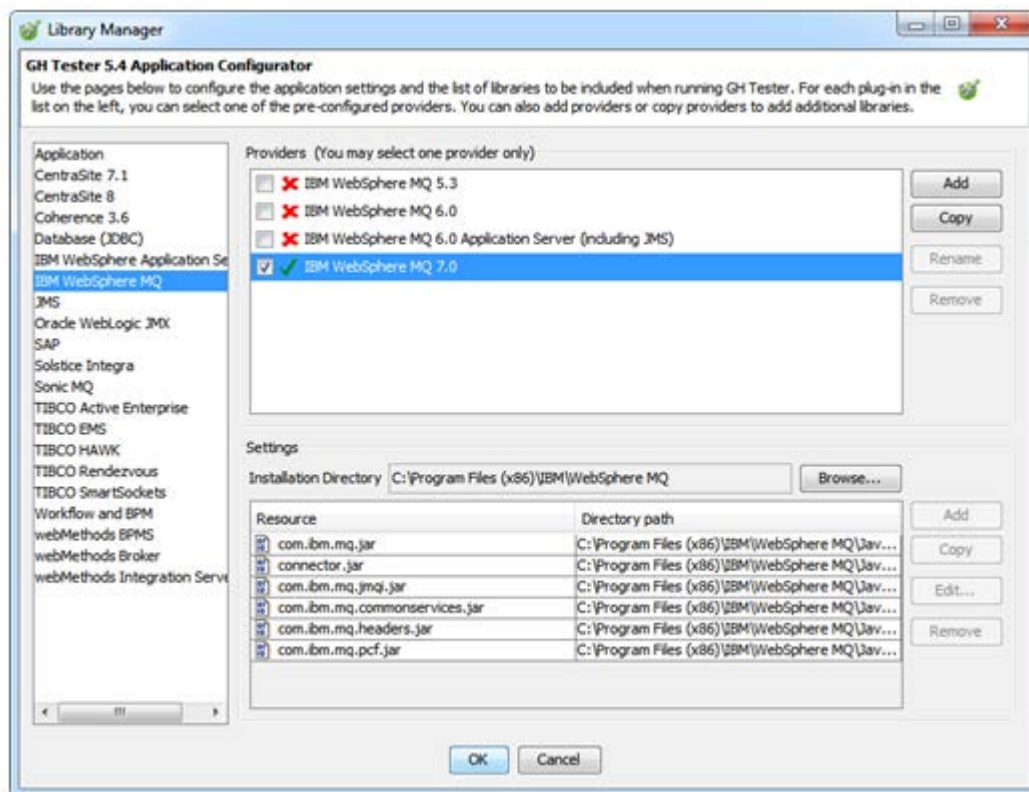 Library Manager
GH Tester 5.4 Application Configurator
Use the pages below to configure the application settings and the list of libraries to be included when running GH Tester. For each plug-in in the
list on the left, you can select one of the pre-configured providers. You can also add providers or copy providers to add additional libraries.
Application
CentraSite 7.1
CentraSite 8
Coherence 3.6
Database (JDBC)
IBM WebSphere Application Se
IBM WebSphere MQ
JMS
Oracle WebLogic JMX
SAP
Solstice Integra
Sonic MQ
TIBCO Active Enterprise
TIBCO EMS
TIBCO HAWK
TIBCO Rendezvous
TIBCO SmartSockets
Workflow and BPM
webMethods BPMS
webMethods Broker
webMethods Integration Serve
Providers (You may select one provider only)
IBM WebSphere MQ 5.3
IBM WebSphere MQ 6.0
IBM WebSphere MQ 6.0 Application Server (including JMS)
IBM WebSphere MQ 7.0
Add
Copy
Rename
Remove
Settings
Installation Directory C:\Program Files (x86)\IBM\WebSphere MQ Browse...
Resource Directory path
com.ibm.mq.jar C:\Program Files (x86)\IBM\WebSphere MQ\Jav...
connector.jar C:\Program Files (x86)\IBM\WebSphere MQ\Jav...
com.ibm.mq.jmqi.jar C:\Program Files (x86)\IBM\WebSphere MQ\Jav...
com.ibm.mq.commonservices.jar C:\Program Files (x86)\IBM\WebSphere MQ\Jav...
com.ibm.mq.headers.jar C:\Program Files (x86)\IBM\WebSphere MQ\Jav...
com.ibm.mq.pcf.jar C:\Program Files (x86)\IBM\WebSphere MQ\Jav...
Add
Copy
Edit...
Remove
OK Cancel